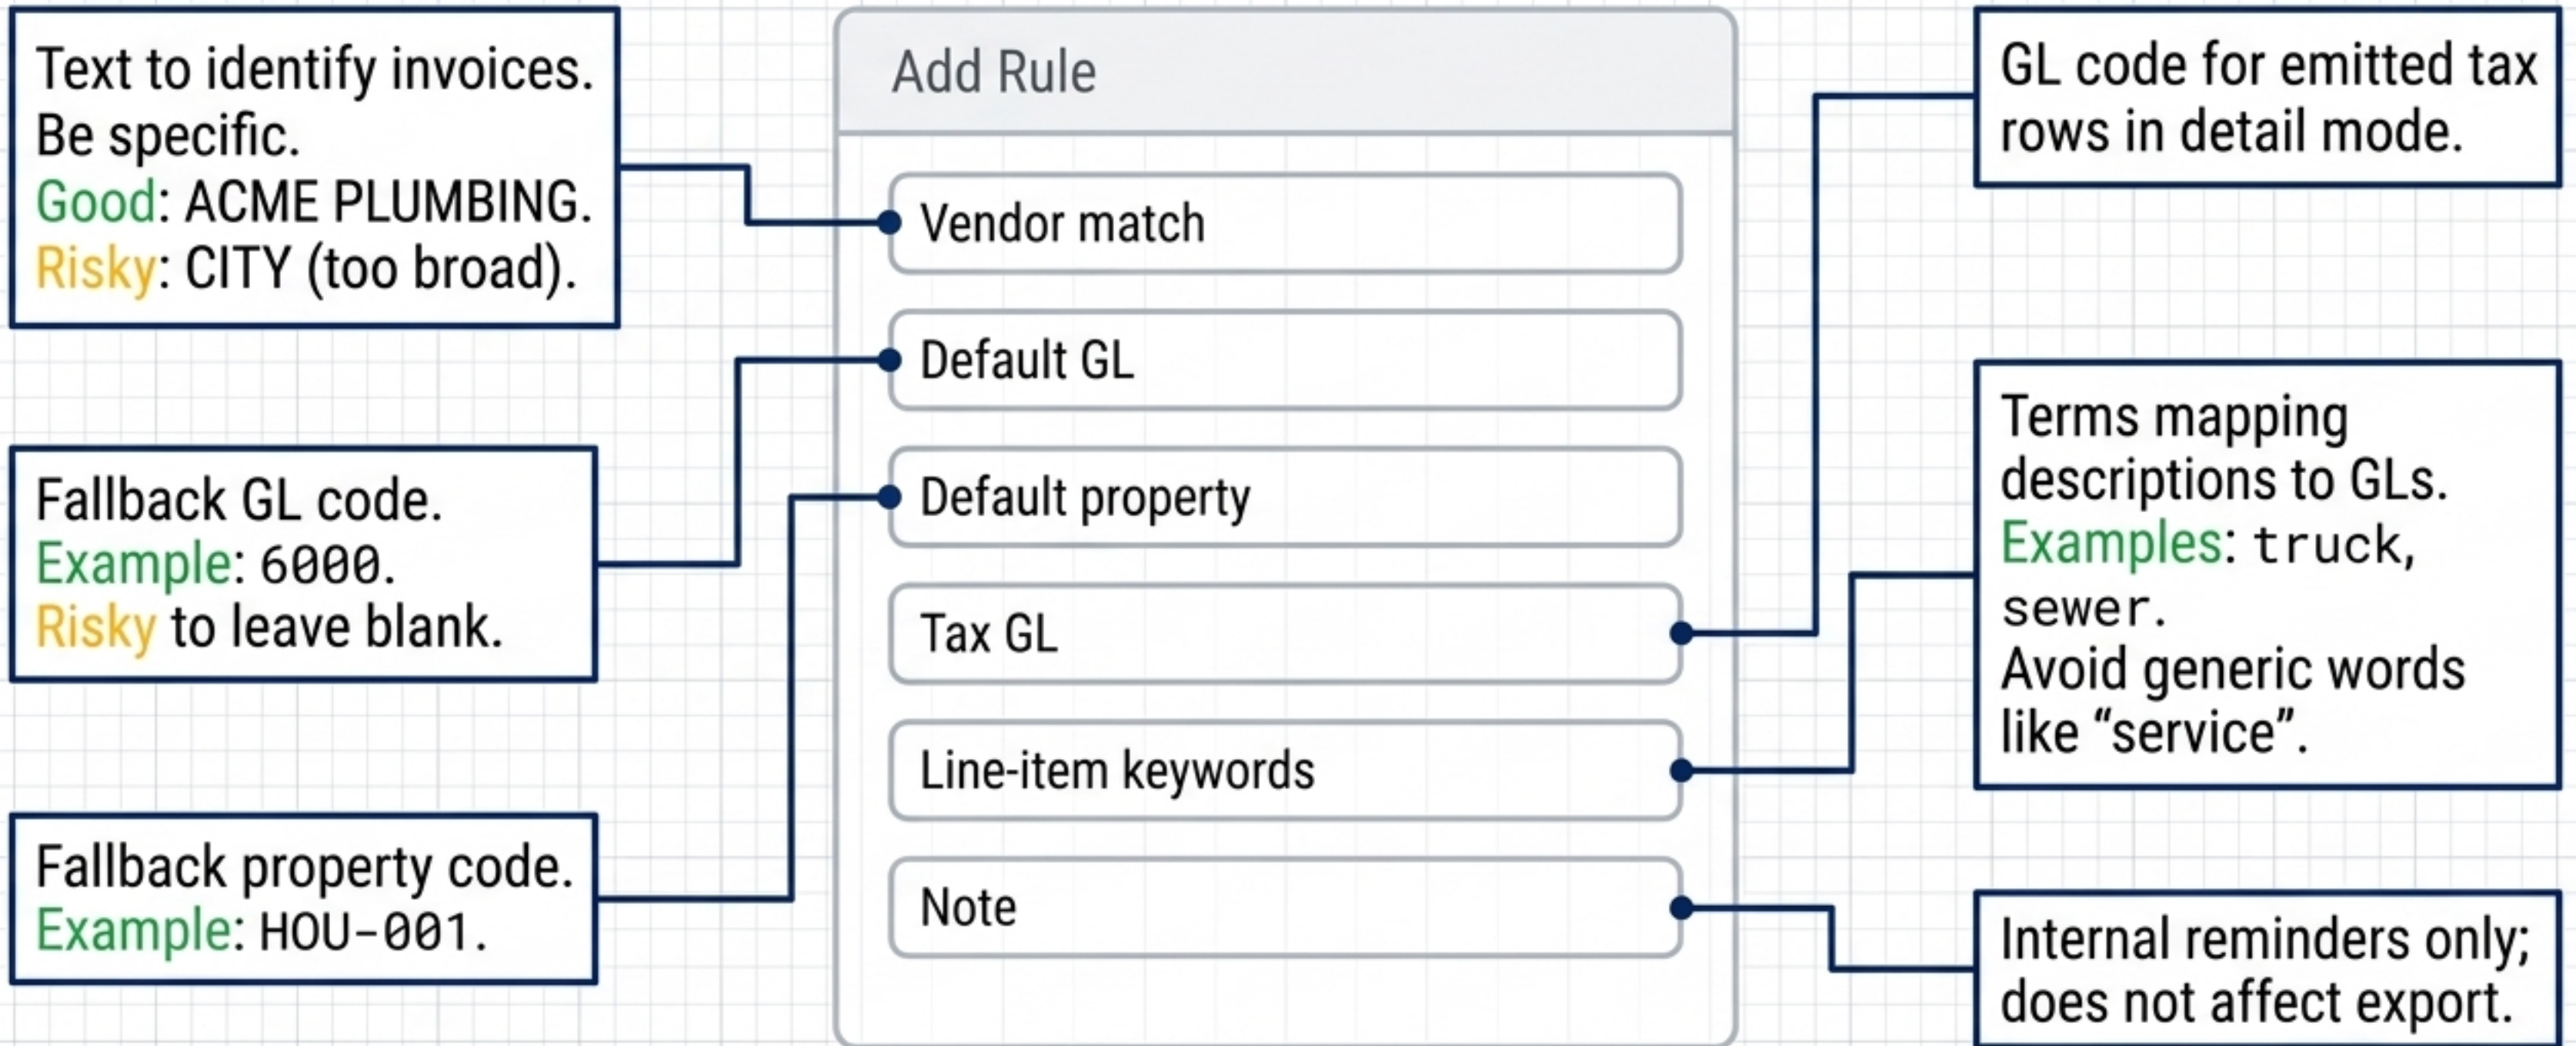 Text to identify invoices.
Be specific.
Good: ACME PLUMBING.
Risky: CITY (too broad).
Fallback GL code.
Example: 6000.
Risky to leave blank.
Fallback property code.
Example: HOU-001.
Add Rule
Vendor match
Default GL
Default property
Tax GL
Line-item keywords
Note
GL code for emitted tax
rows in detail mode.
Terms mapping
descriptions to GLs.
Examples: truck,
sewer.
Avoid generic words
like “service”.
Internal reminders only;
does not affect export.